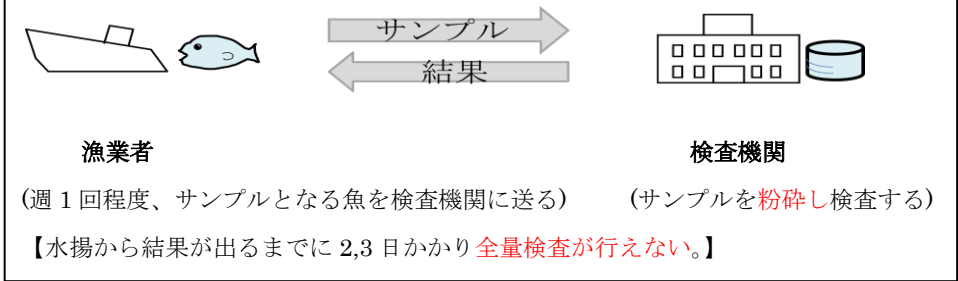 サンプル
結果
漁業者
検査機関
(週 1 回程度、サンプルとなる魚を検査機関に送る)
(サンプルを粉砕し検査する)
【水揚から結果が出るまでに 2,3 日かかり全量検査が行えない。】